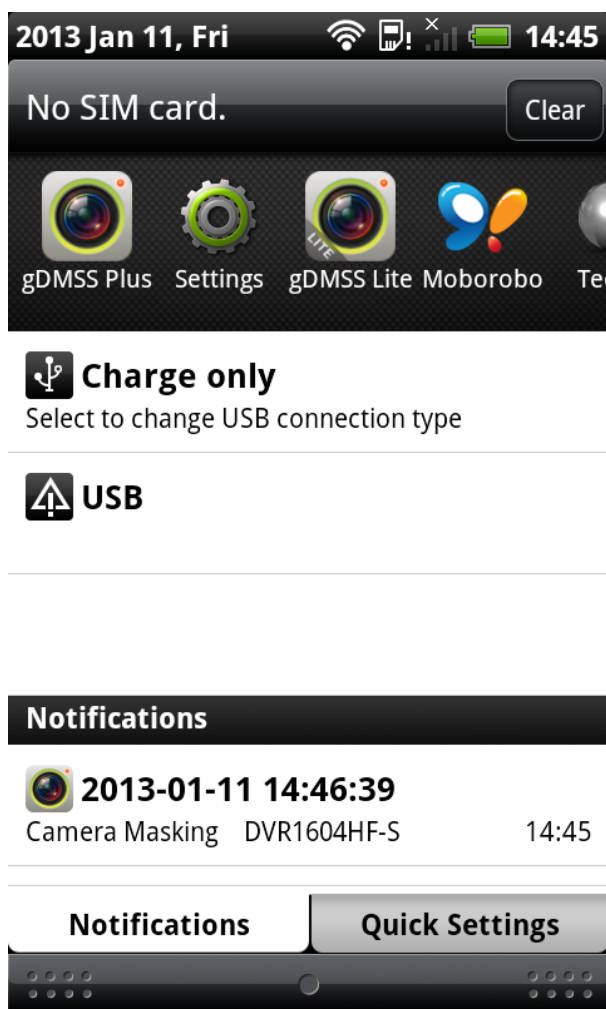 2013 Jan 11, Fri 14:45
No SIM card. Clear
gDMSS Plus Settings gDMSS Lite Moborobo Te
LITE
Charge only
Select to change USB connection type
USB
Notifications
2013-01-11 14:46:39
Camera Masking DVR1604HF-S 14:45
Notifications Quick Settings